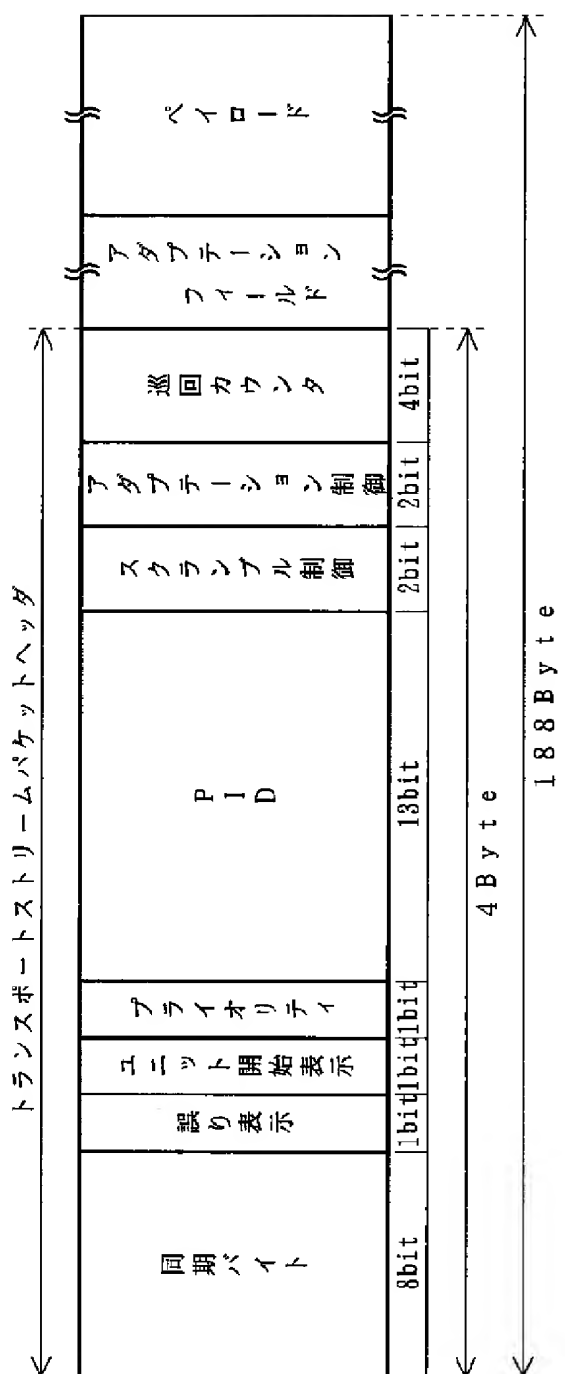 トランスポートストリームパケットヘッダ
同期バイト
誤り表示
ユニット開始表示
プライオリティ
PID
スクランブル制御
アダプテーション制御
巡回カウンタ
アダプテーション
フィールド
ペイロード
8bit
1bit
1bit
1bit
13bit
2bit
2bit
4bit
4Byte
188Byte